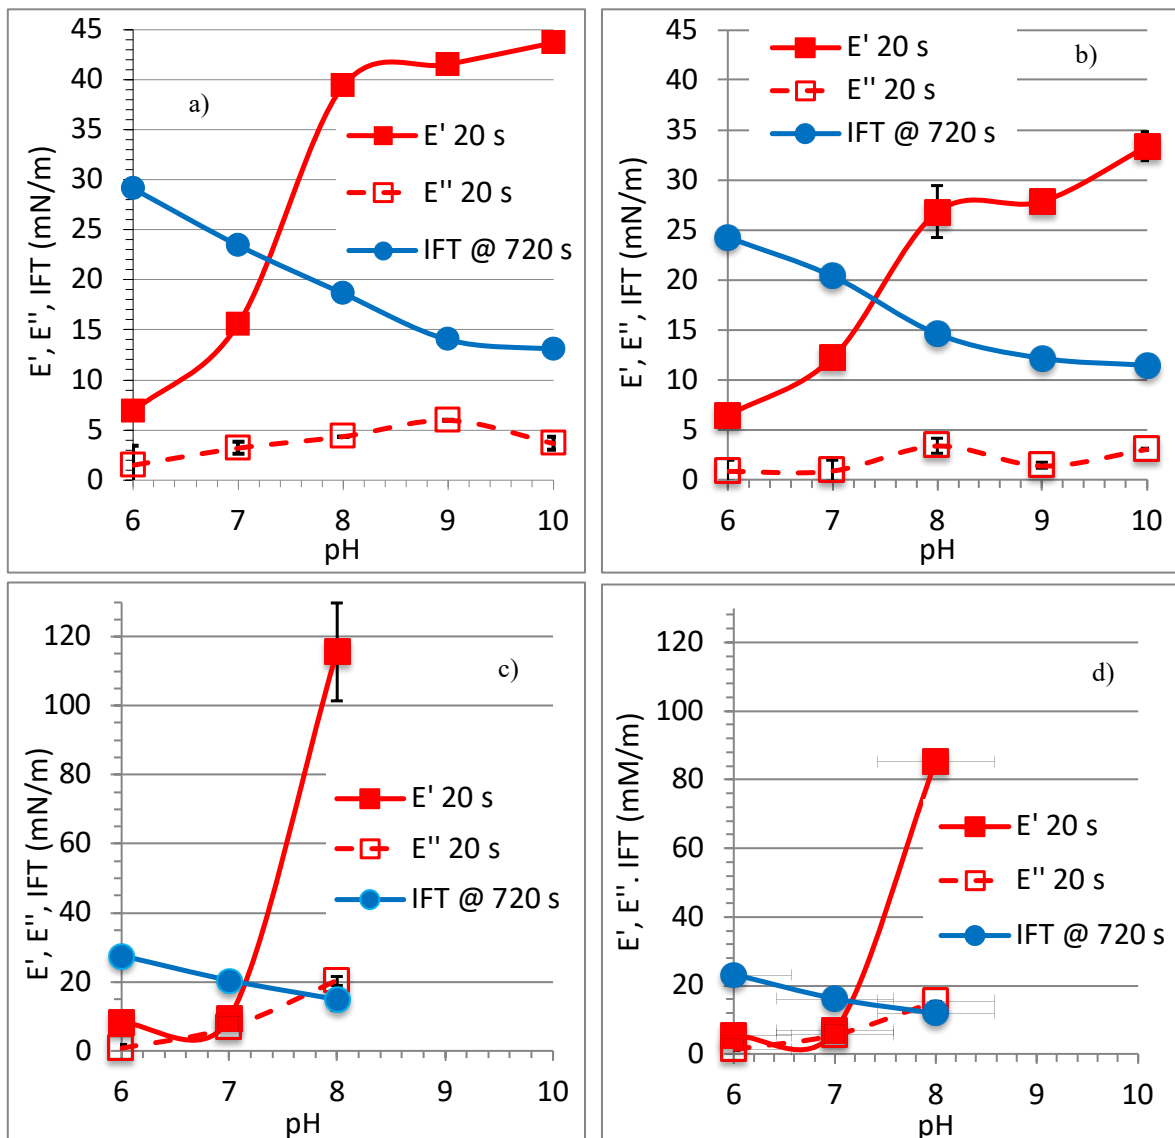 a)
E', E'', IFT (mN/m)
45
40
35
30
25
20
15
10
5
0
6 7 8 9 10
pH
E' 20 s
E'' 20 s
IFT @ 720 s
b)
E', E'', IFT (mN/m)
45
40
35
30
25
20
15
10
5
0
6 7 8 9 10
pH
E' 20 s
E'' 20 s
IFT @ 720 s
c)
E', E'', IFT (mN/m)
120
100
80
60
40
20
0
6 7 8 9 10
pH
E' 20 s
E'' 20 s
IFT @ 720 s
d)
E', E''. IFT (mM/m)
120
100
80
60
40
20
0
6 7 8 9 10
pH
E' 20 s
E'' 20 s
IFT @ 720 s